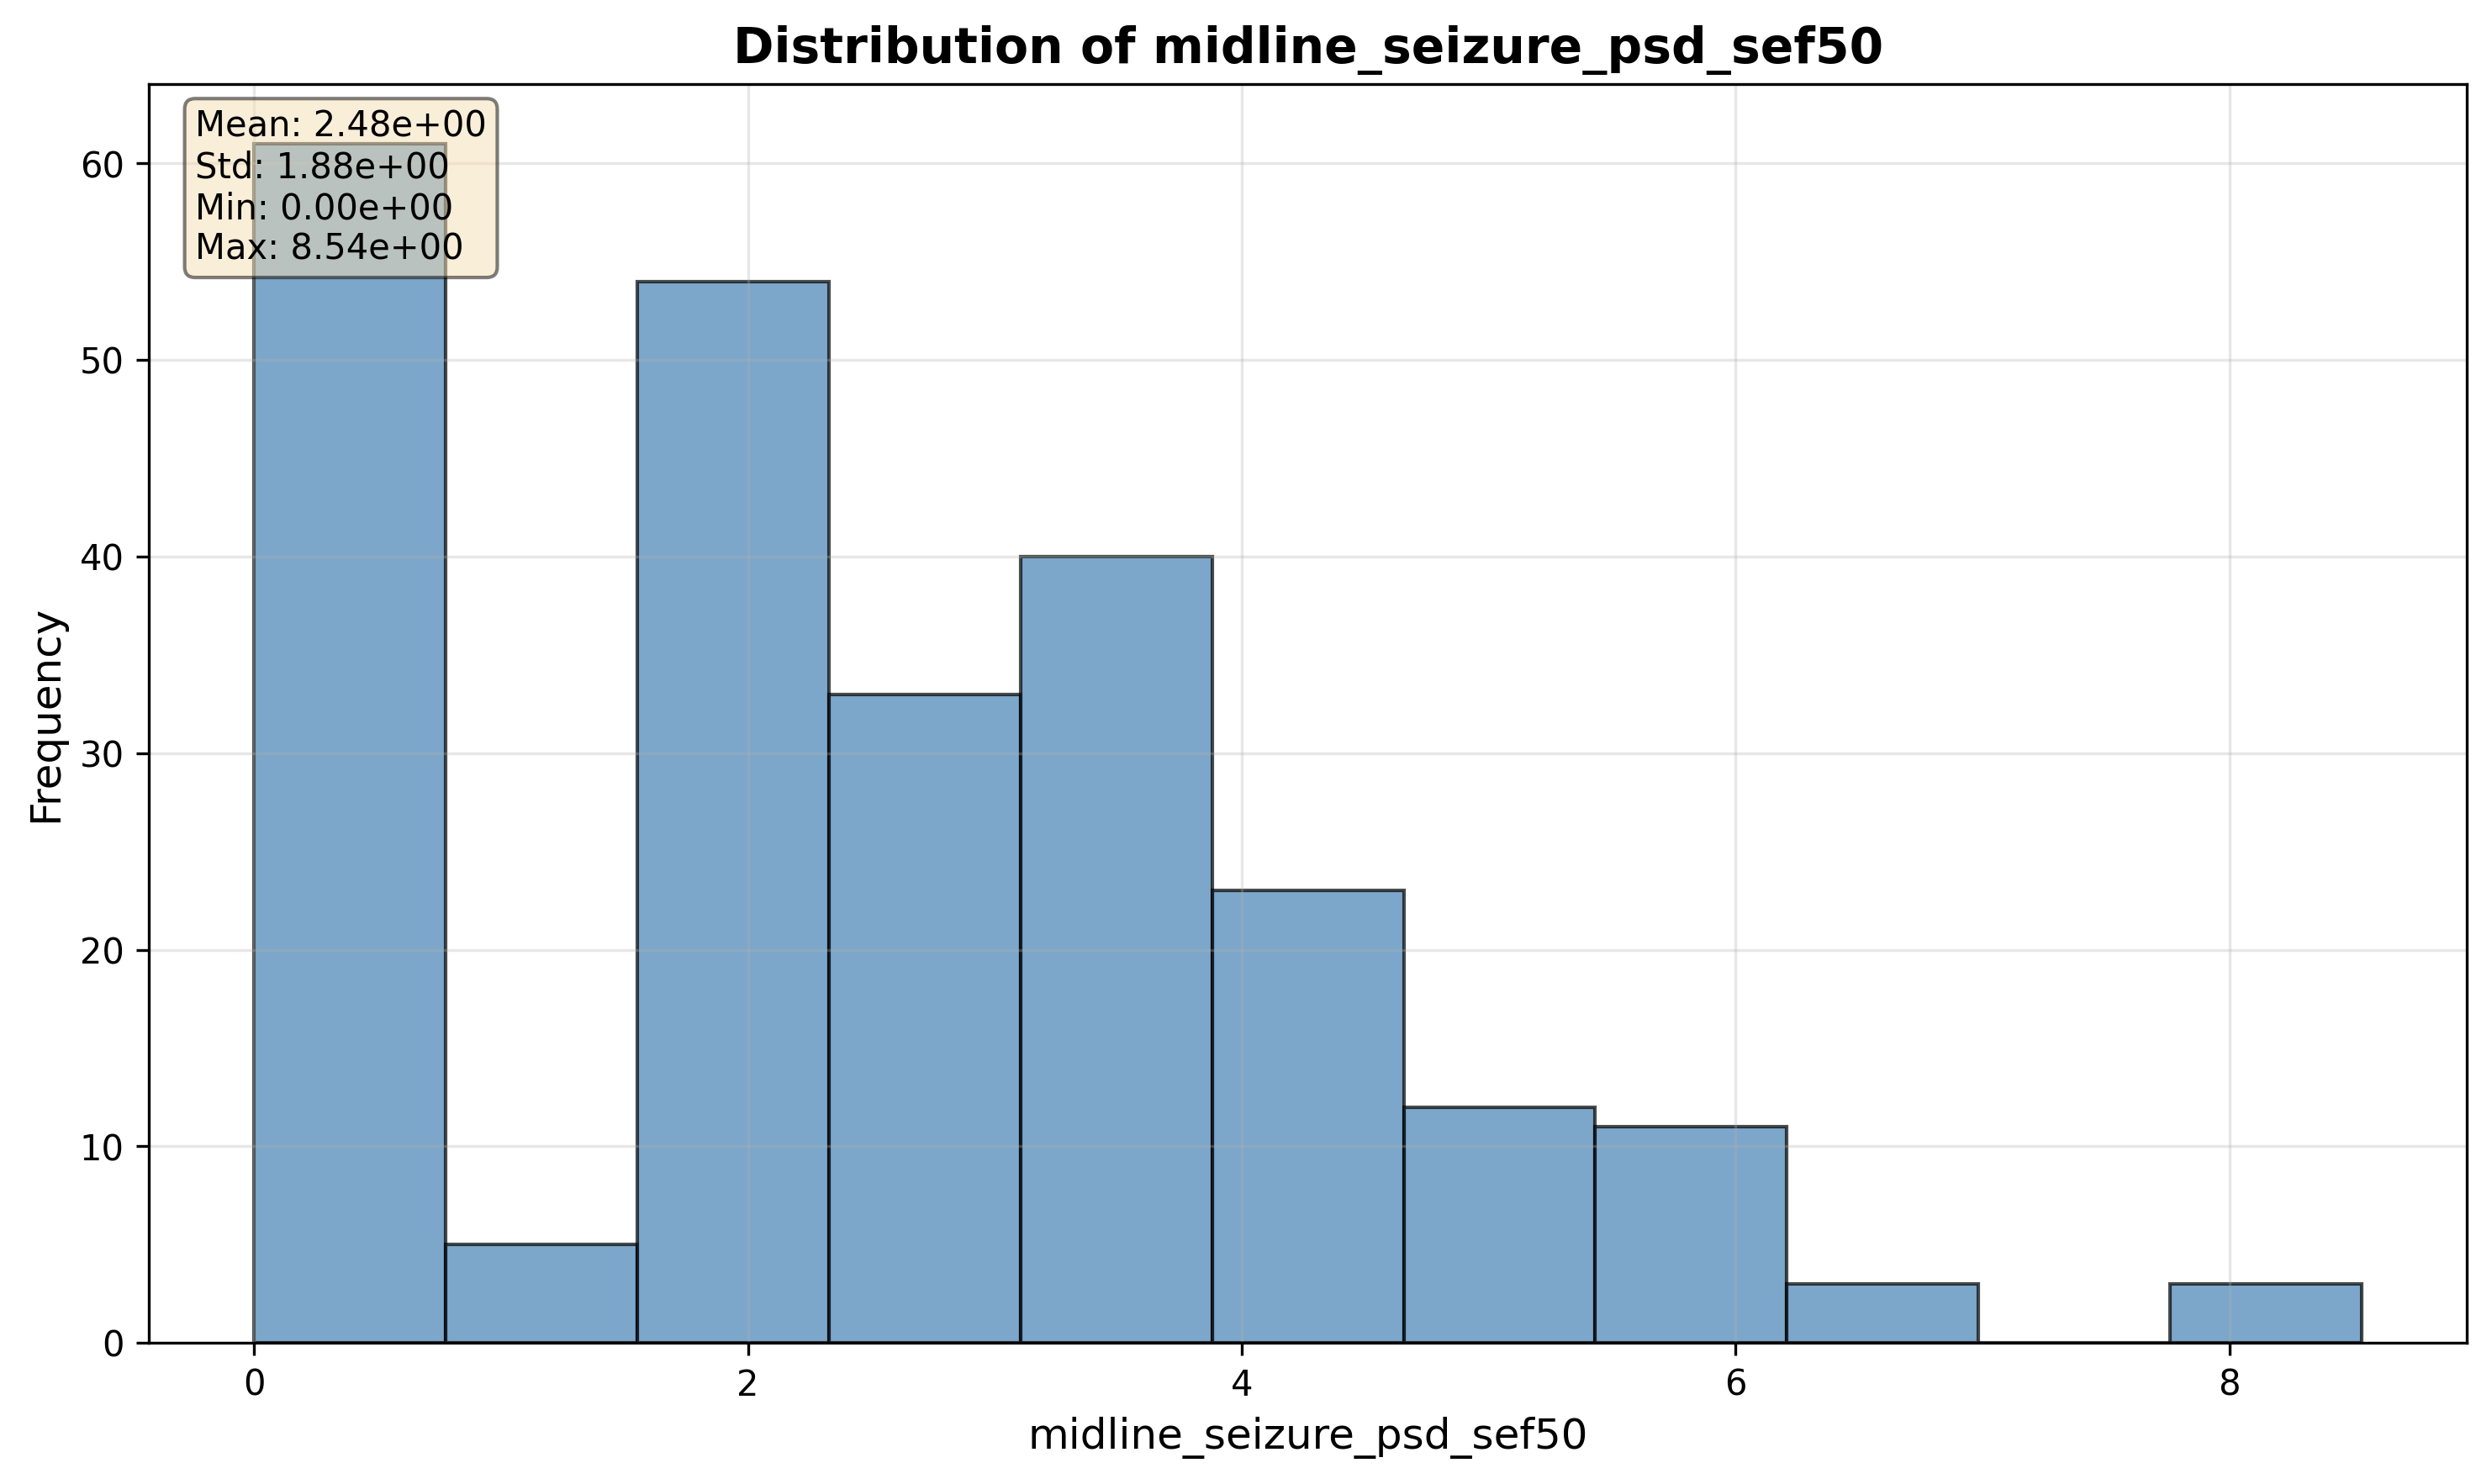 Distribution of midline_seizure_psd_sef50
Mean: 2.48e+00
Std: 1.88e+00
Min: 0.00e+00
Max: 8.54e+00
60
50
40
30
20
10
0
Frequency
0 2 4 6 8
midline_seizure_psd_sef50